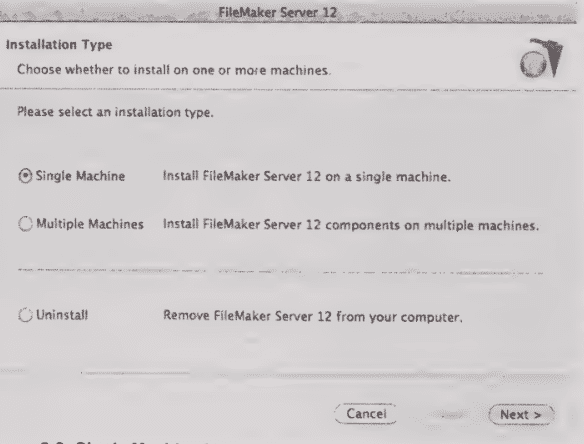 FileMaker Server 12
Installation Type
Choose whether to install on one or more machines.
Please select an installation type.
Single Machine Install FileMaker Server 12 on a single machine.
Multiple Machines Install FileMaker Server 12 components on multiple machines.
Uninstall Remove FileMaker Server 12 from your computer.
Cancel Next >